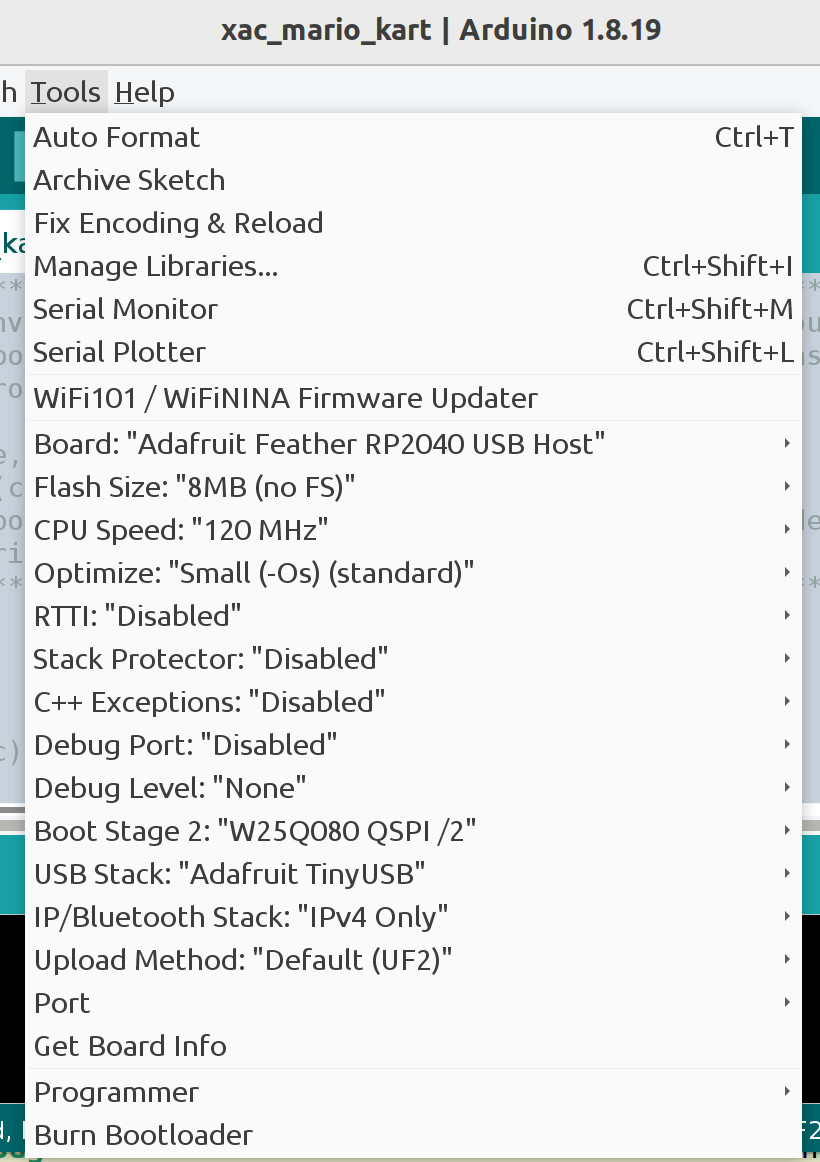 xac_mario_kart | Arduino 1.8.19
h Tools Help
Auto Format Ctrl+T
Archive Sketch
Fix Encoding & Reload
Manage Libraries... Ctrl+Shift+I
Serial Monitor Ctrl+Shift+M
Serial Plotter Ctrl+Shift+L
WiFi101 / WiFiNINA Firmware Updater
Board: "Adafruit Feather RP2040 USB Host"
Flash Size: "8MB (no FS)"
CPU Speed: "120 MHz"
Optimize: "Small (-Os) (standard)"
RTTI: "Disabled"
Stack Protector: "Disabled"
C++ Exceptions: "Disabled"
Debug Port: "Disabled"
Debug Level: "None"
Boot Stage 2: "W25Q080 QSPI /2"
USB Stack: "Adafruit TinyUSB"
IP/Bluetooth Stack: "IPv4 Only"
Upload Method: "Default (UF2)"
Port
Get Board Info
Programmer
Burn Bootloader